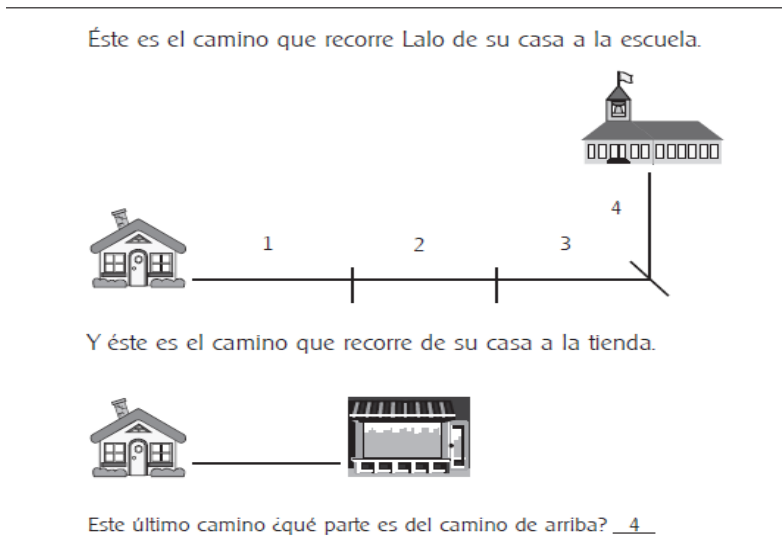 Éste es el camino que recorre Lalo de su casa a la escuela.
4
1 2 3
Y éste es el camino que recorre de su casa a la tienda.
Este último camino ¿qué parte es del camino de arriba? 4